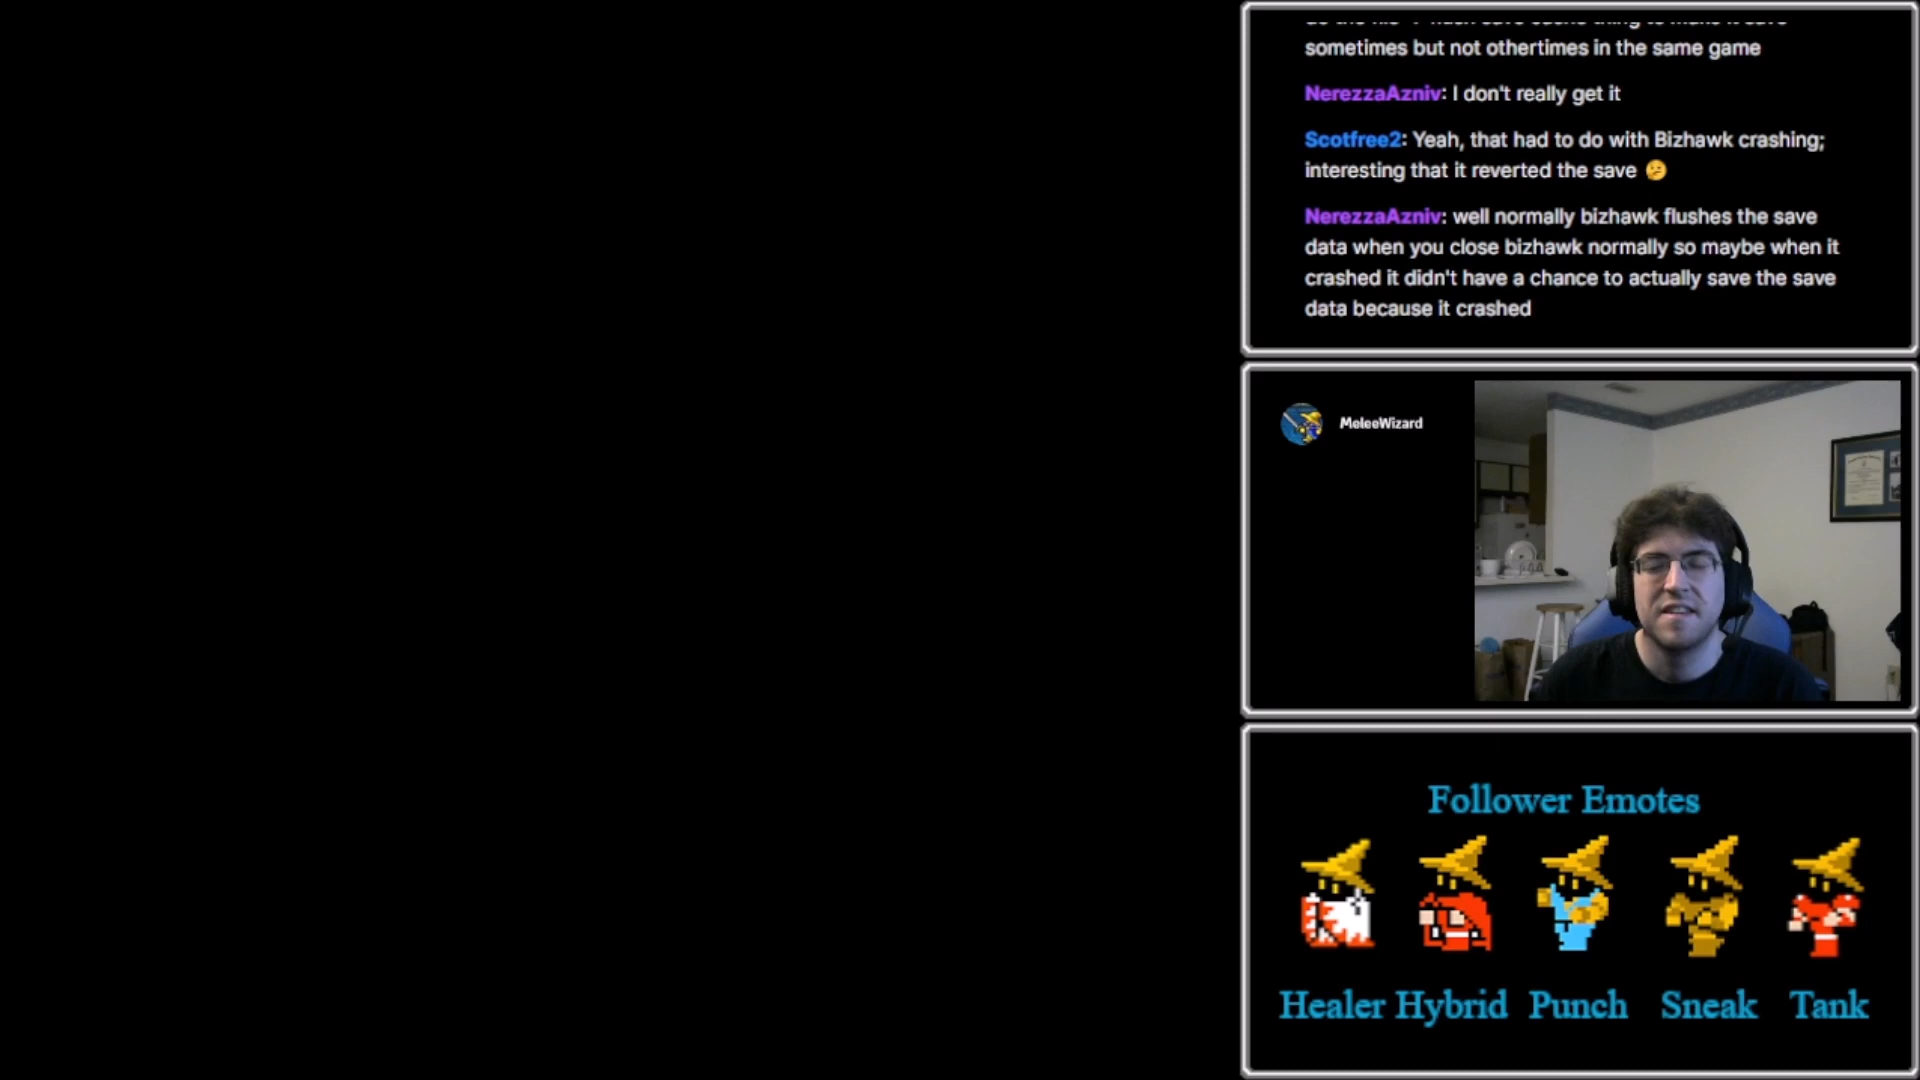 sometimes but not othertimes in the same game
NerezzaAzniv: I don't really get it
Scotfree2: Yeah, that had to do with Bizhawk crashing;
interesting that it reverted the save 🤔
NerezzaAzniv: well normally bizhawk flushes the save
data when you close bizhawk normally so maybe when it
crashed it didn't have a chance to actually save the save
data because it crashed
MeleeWizard
Follower Emotes
Healer Hybrid Punch Sneak Tank